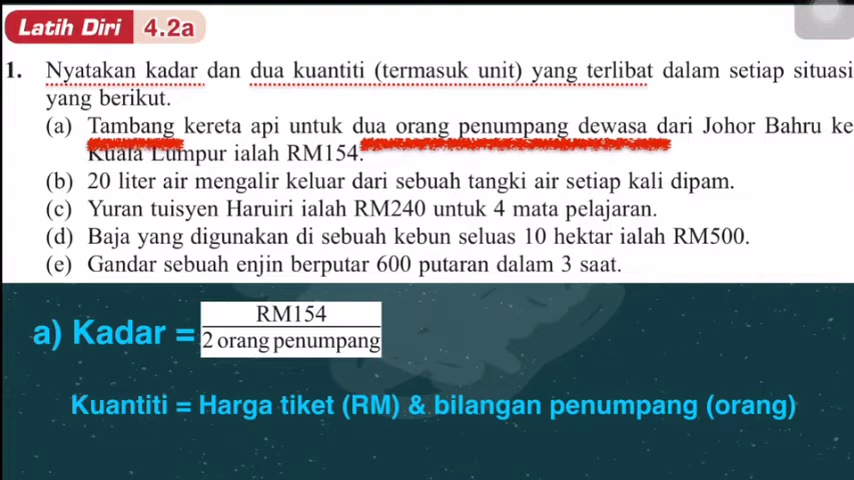 Latih Diri 4.2a
1. Nyatakan kadar dan dua kuantiti (termasuk unit) yang terlibat dalam setiap situasi
yang berikut.
(a) Tambang kereta api untuk dua orang penumpang dewasa dari Johor Bahru ke
Kuala Lumpur ialah RM154.
(b) 20 liter air mengalir keluar dari sebuah tangki air setiap kali dipam.
(c) Yuran tuisyen Haruiri ialah RM240 untuk 4 mata pelajaran.
(d) Baja yang digunakan di sebuah kebun seluas 10 hektar ialah RM500.
(e) Gandar sebuah enjin berputar 600 putaran dalam 3 saat.
a) Kadar =
RM154
2 orang penumpang
Kuantiti = Harga tiket (RM) & bilangan penumpang (orang)